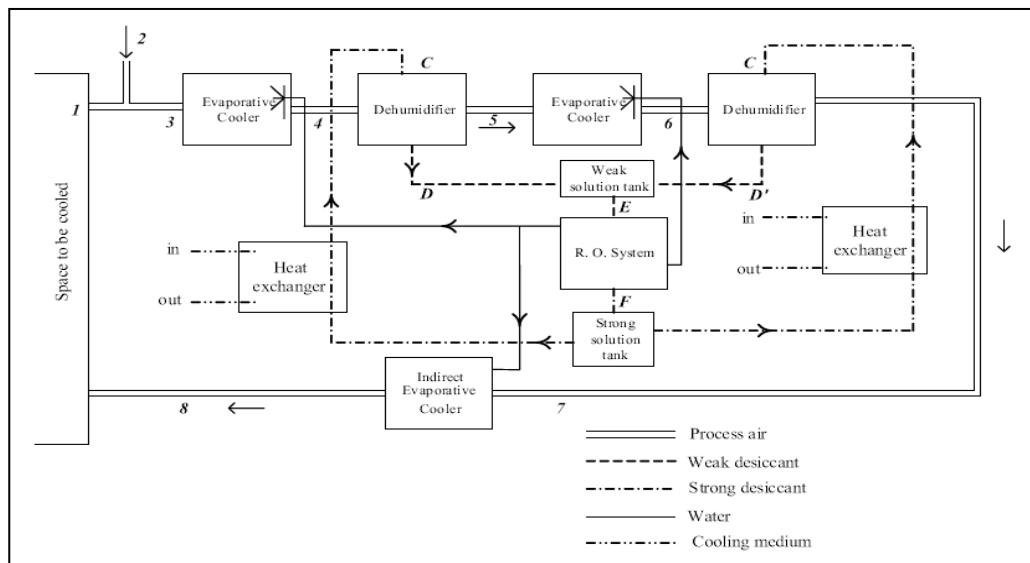 2
C
C
1
Evaporative
Cooler
Dehumidifier
Evaporative
Cooler
Dehumidifier
3
4
5
6
Weak
solution tank
D
D'
E
Space to be cooled
in
out
Heat
exchanger
R. O. System
in
out
Heat
exchanger
F
Strong
solution
tank
Indirect
Evaporative
Cooler
8
7
Process air
Weak desiccant
Strong desiccant
Water
Cooling medium